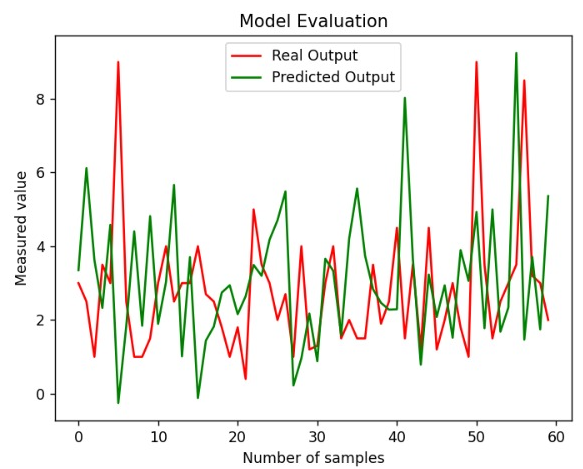 Model Evaluation
Real Output
Predicted Output
Measured value
8
6
4
2
0
0 10 20 30 40 50 60
Number of samples